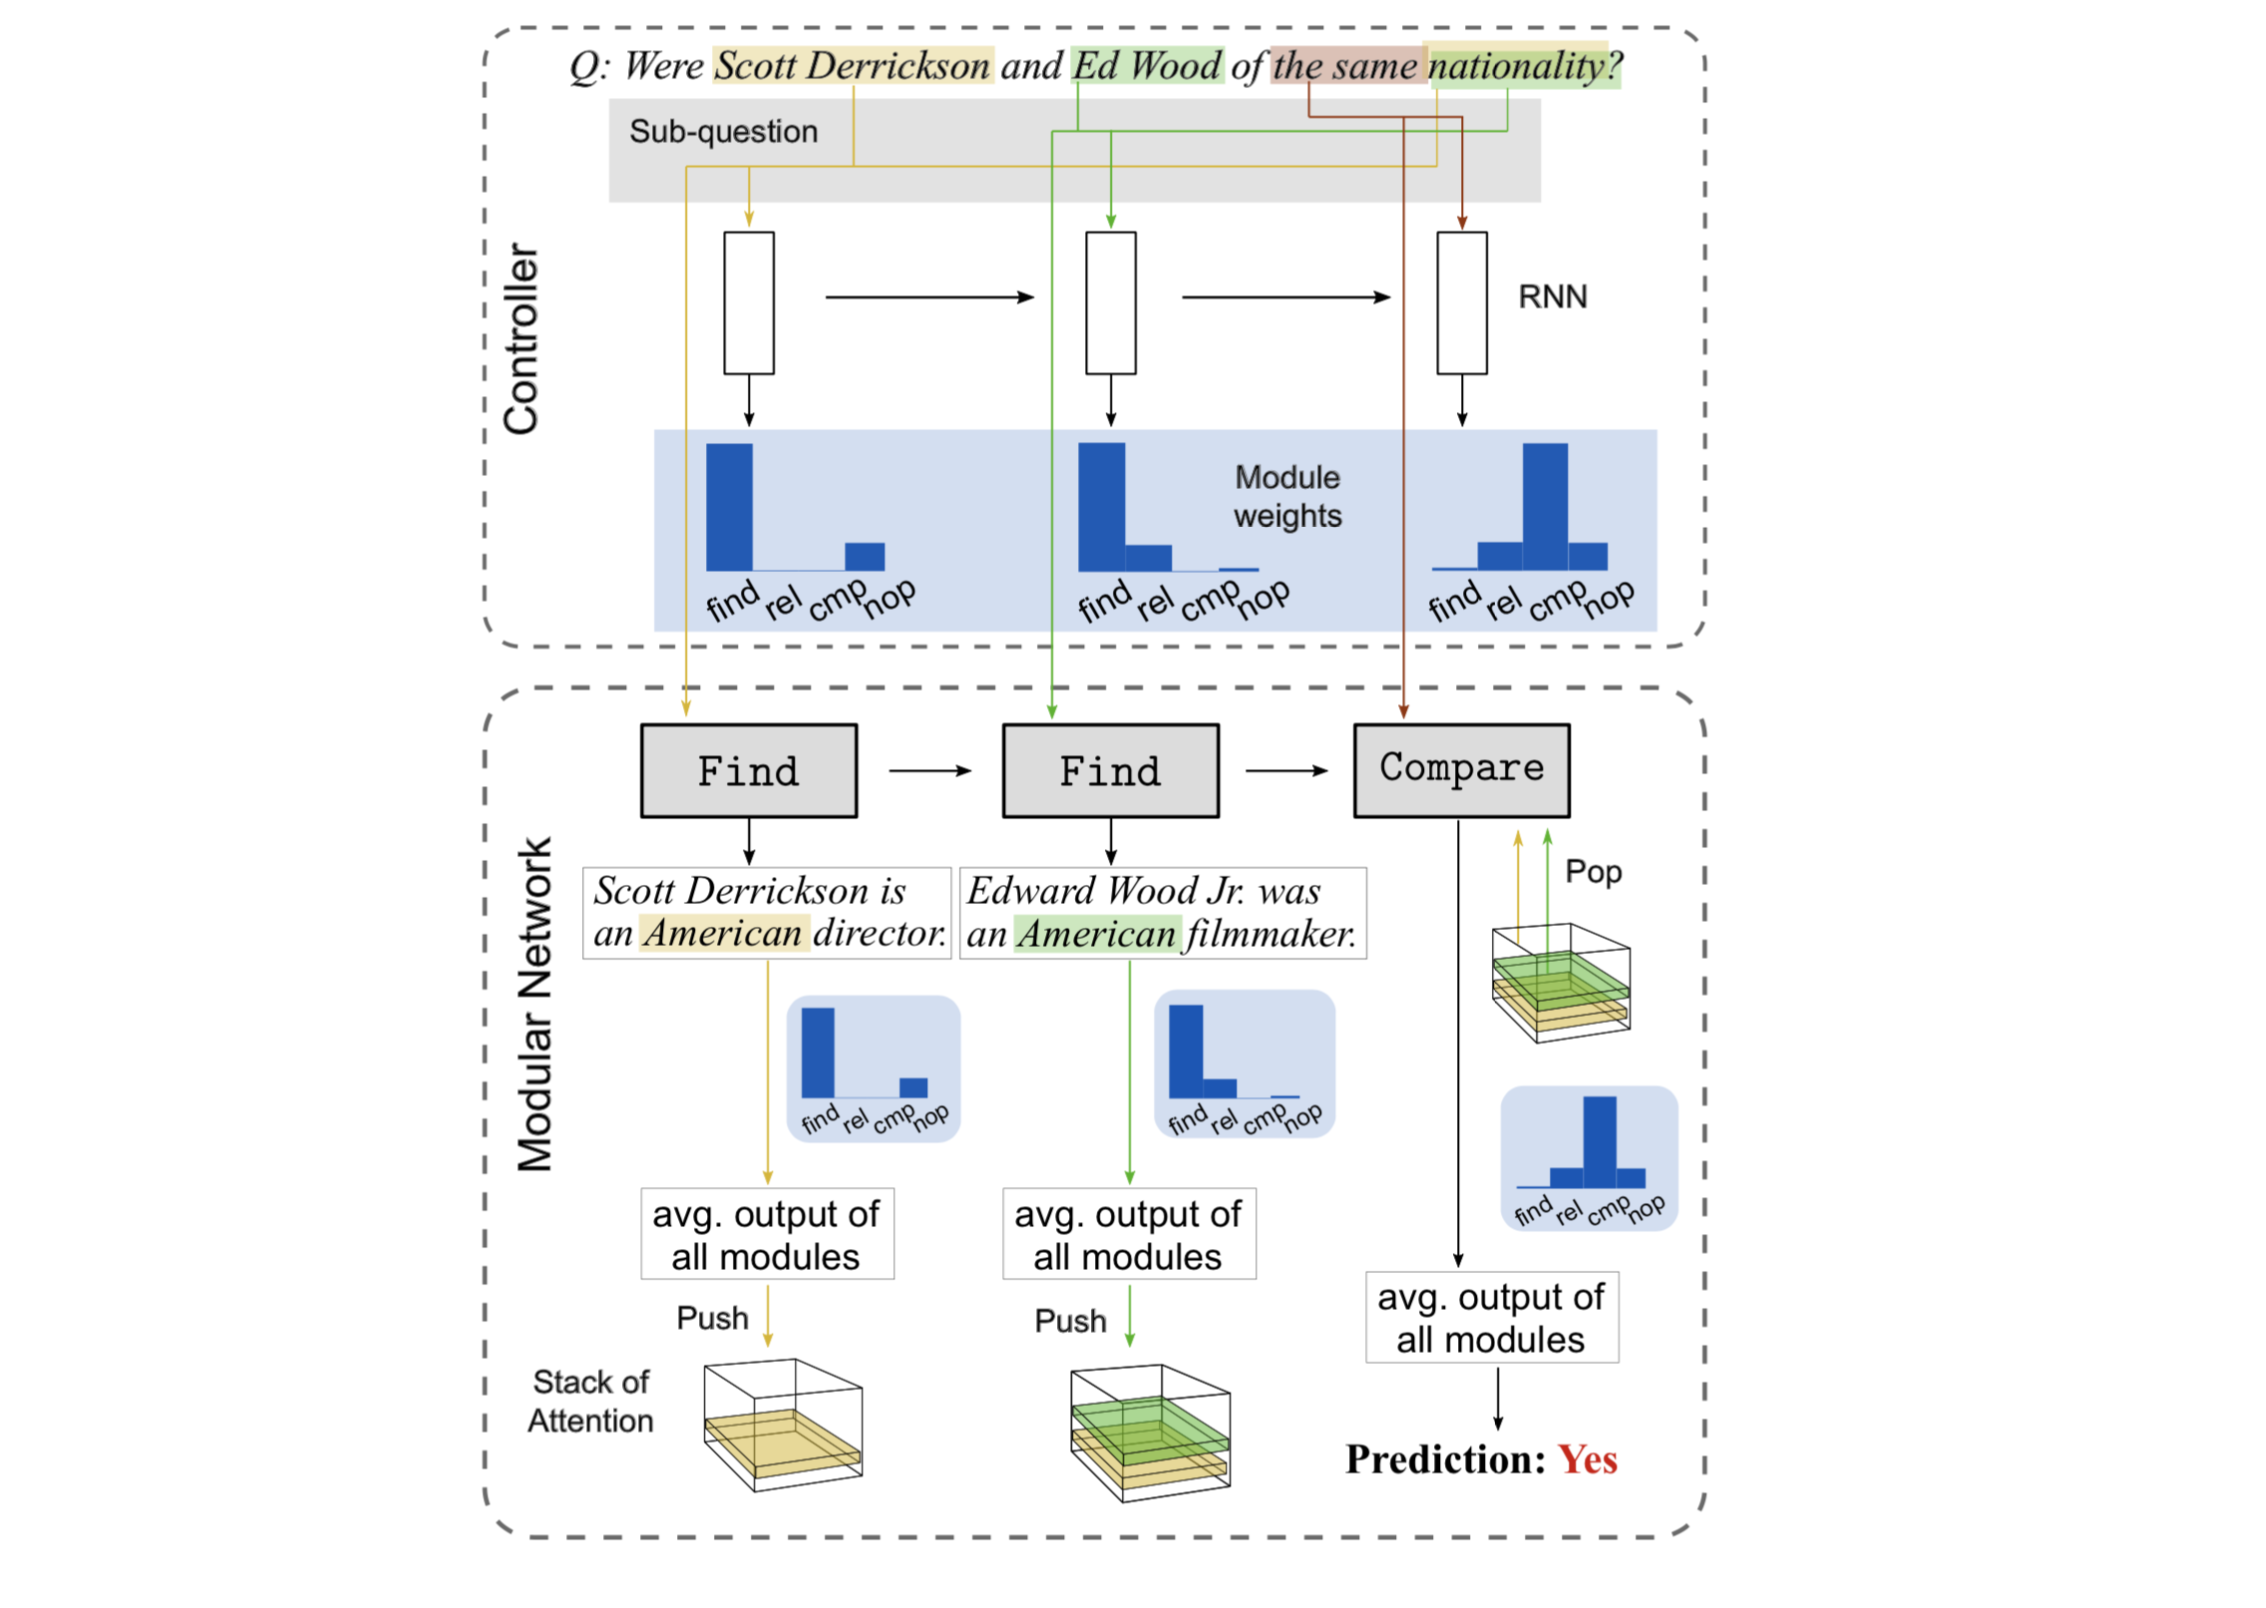 Q: Were Scott Derrickson and Ed Wood of the same nationality?
Sub-question
Controller
RNN
Module
weights
find rel cmp nop
find rel cmp nop
find rel cmp nop
Modular Network
Find
Find
Compare
Scott Derrickson is
an American director.
Edward Wood Jr. was
an American filmmaker.
Pop
find rel cmp nop
find rel cmp nop
find rel cmp nop
avg. output of
all modules
avg. output of
all modules
avg. output of
all modules
Push
Push
Stack of
Attention
Prediction: Yes